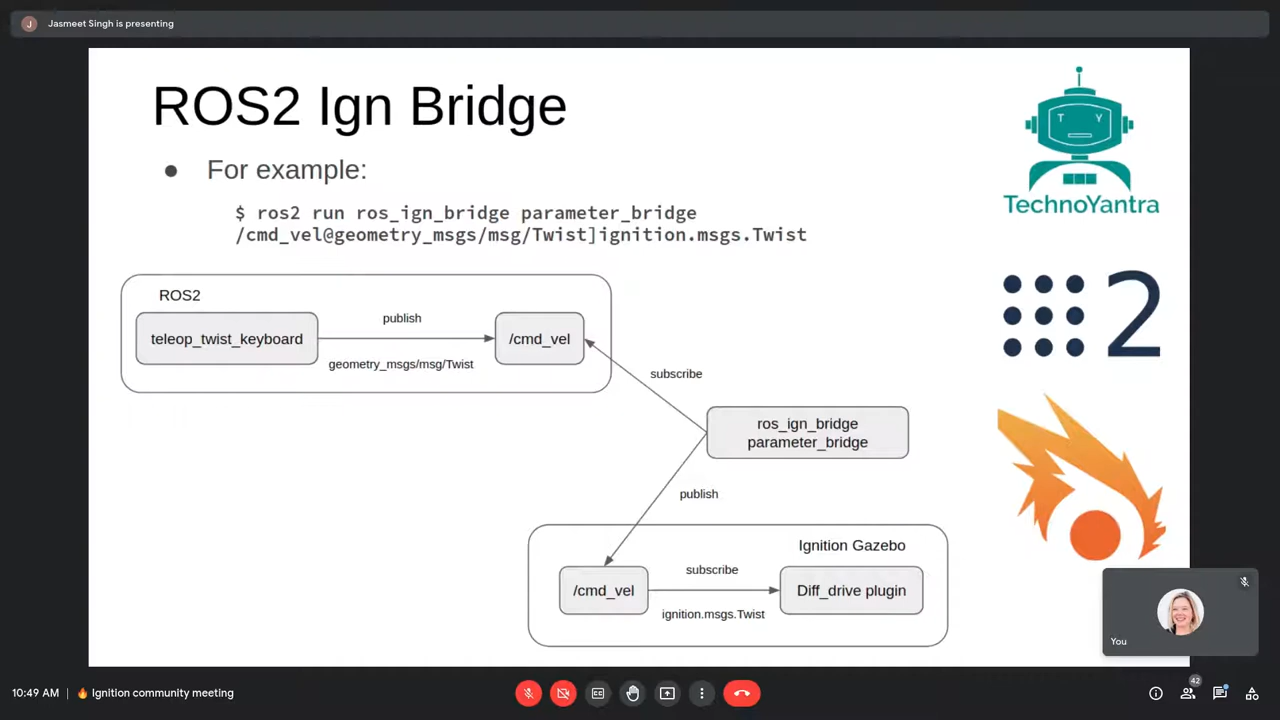 J
Jasmeet Singh is presenting
ROS2 Ign Bridge
● For example:
$ ros2 run ros_ign_bridge parameter_bridge
/cmd_vel@geometry_msgs/msg/Twist]ignition.msgs.Twist
T Y
TechnoYantra
2
ROS2
teleop_twist_keyboard
publish
geometry_msgs/msg/Twist
/cmd_vel
subscribe
ros_ign_bridge
parameter_bridge
publish
Ignition Gazebo
/cmd_vel
subscribe
ignition.msgs.Twist
Diff_drive plugin
You
10:49 AM | 🔥 Ignition community meeting
CC
42